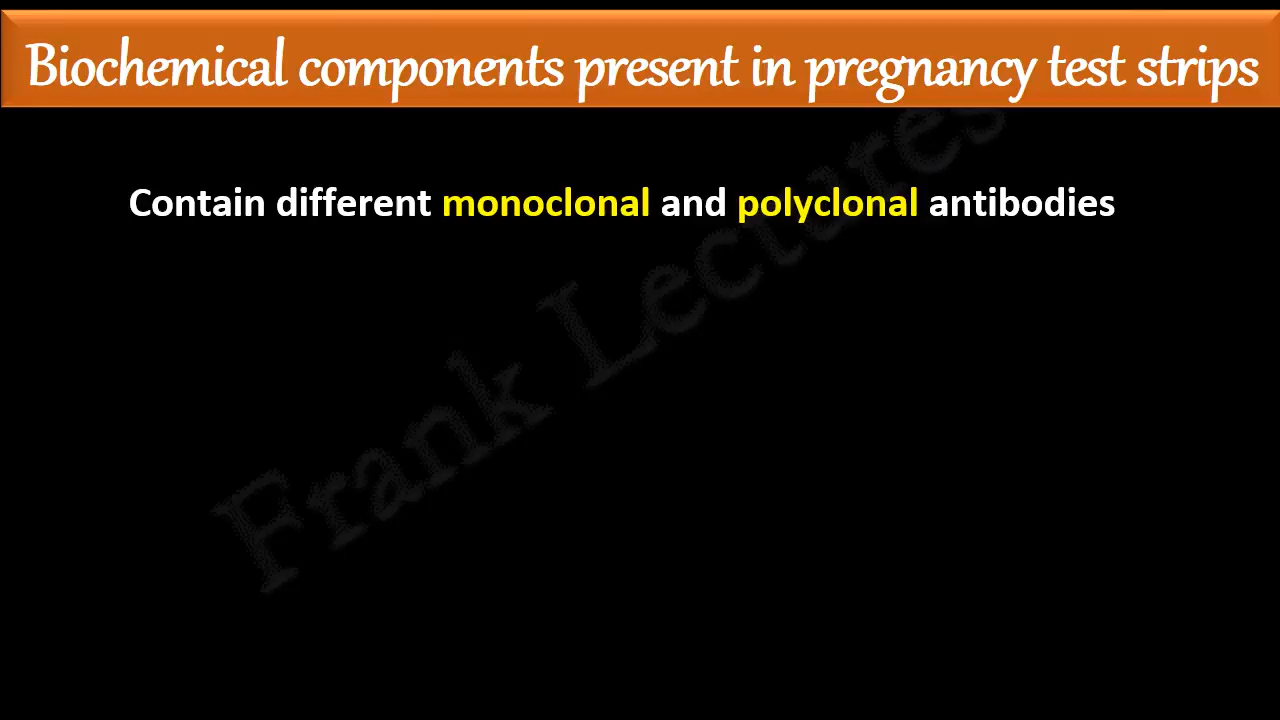 Biochemical components present in pregnancy test strips
Contain different monoclonal and polyclonal antibodies
Frank Lectures